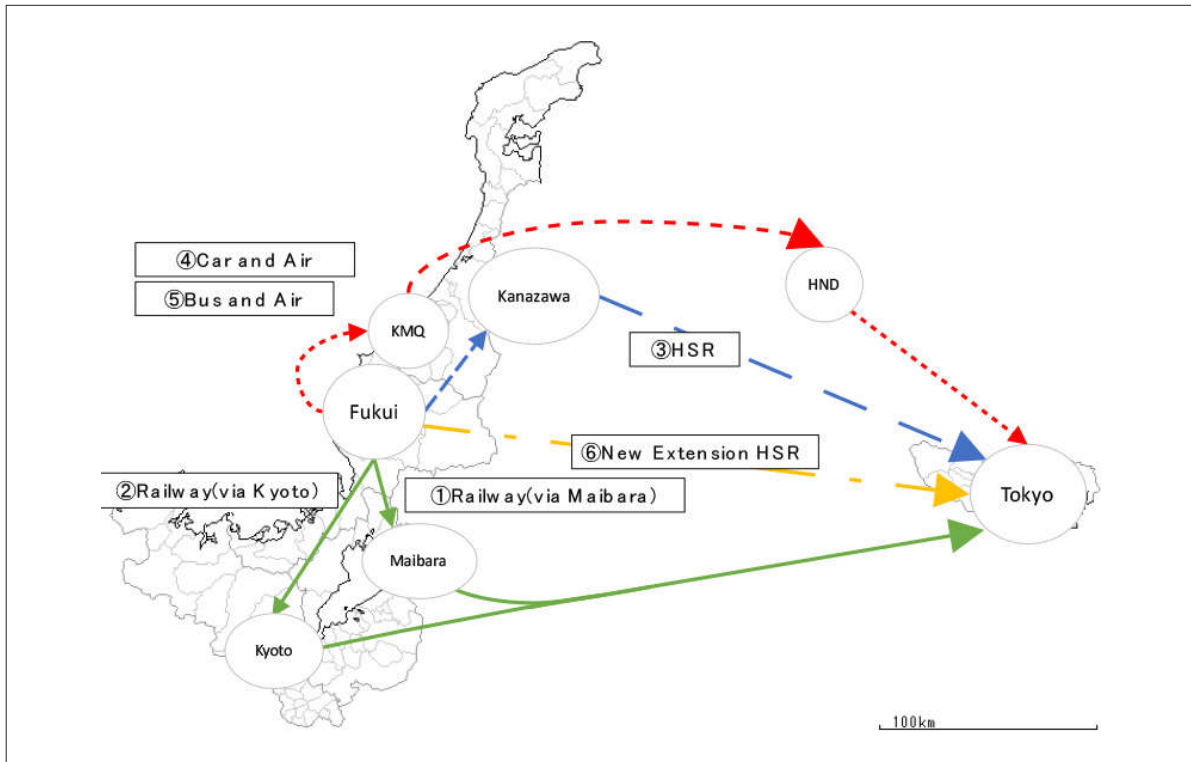 ④Car and Air
⑤Bus and Air
Kanazawa
HND
KMQ
③HSR
Fukui
⑥New Extension HSR
②Railway(via Kyoto)
①Railway(via Maibara)
Tokyo
Maibara
Kyoto
100km